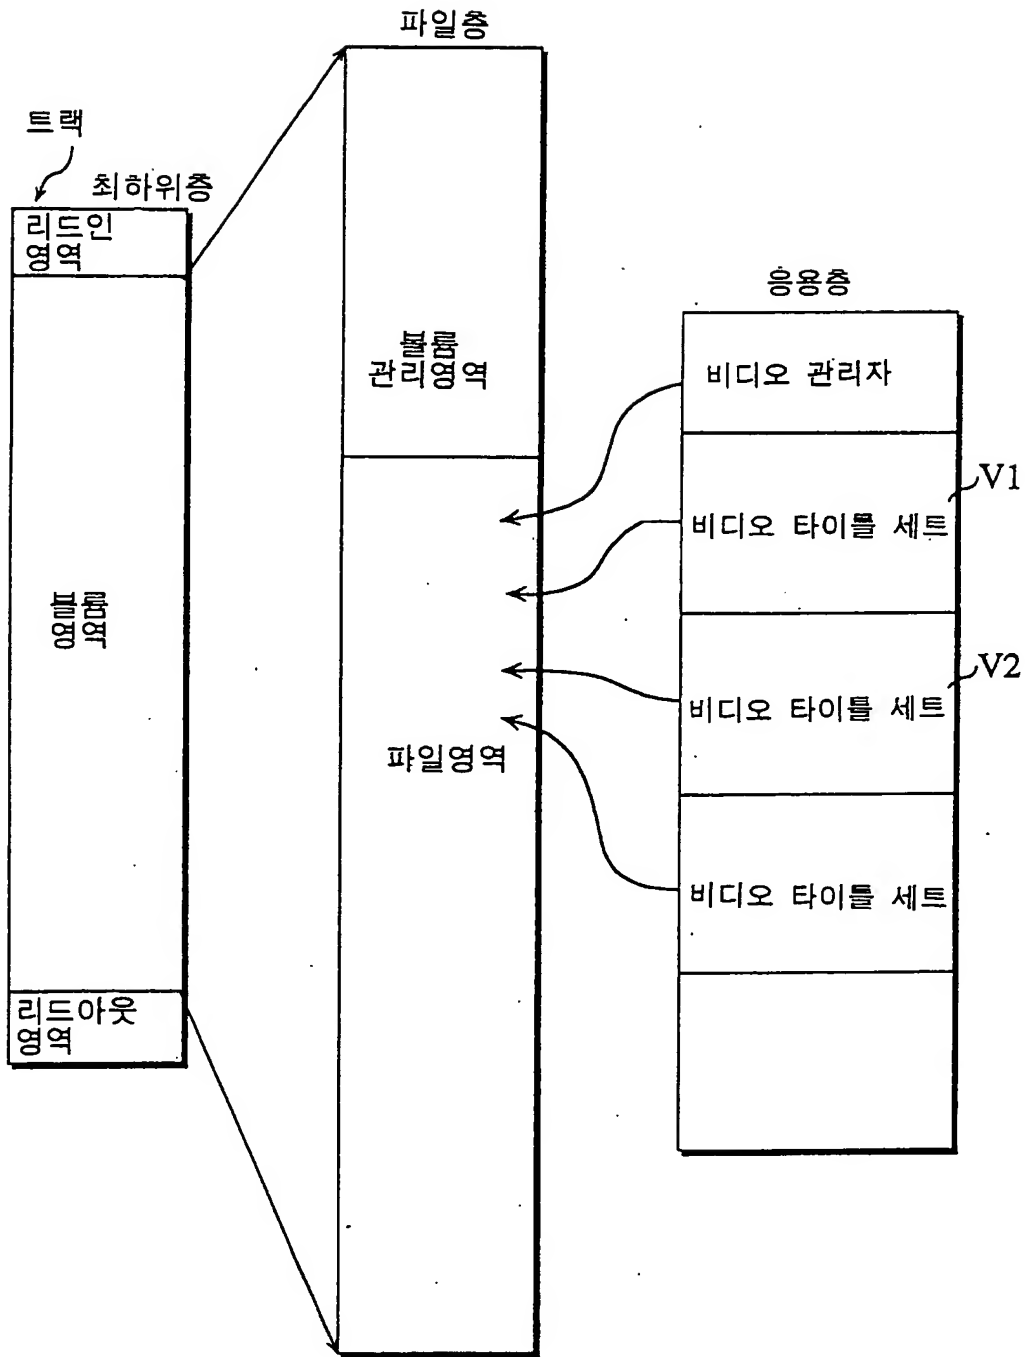 파일층
트랙
최하위층
리드인
영역
볼륨
영역
리드아웃
영역
볼륨
관리영역
파일영역
응용층
비디오 관리자
비디오 타이틀 세트
V1
비디오 타이틀 세트
V2
비디오 타이틀 세트